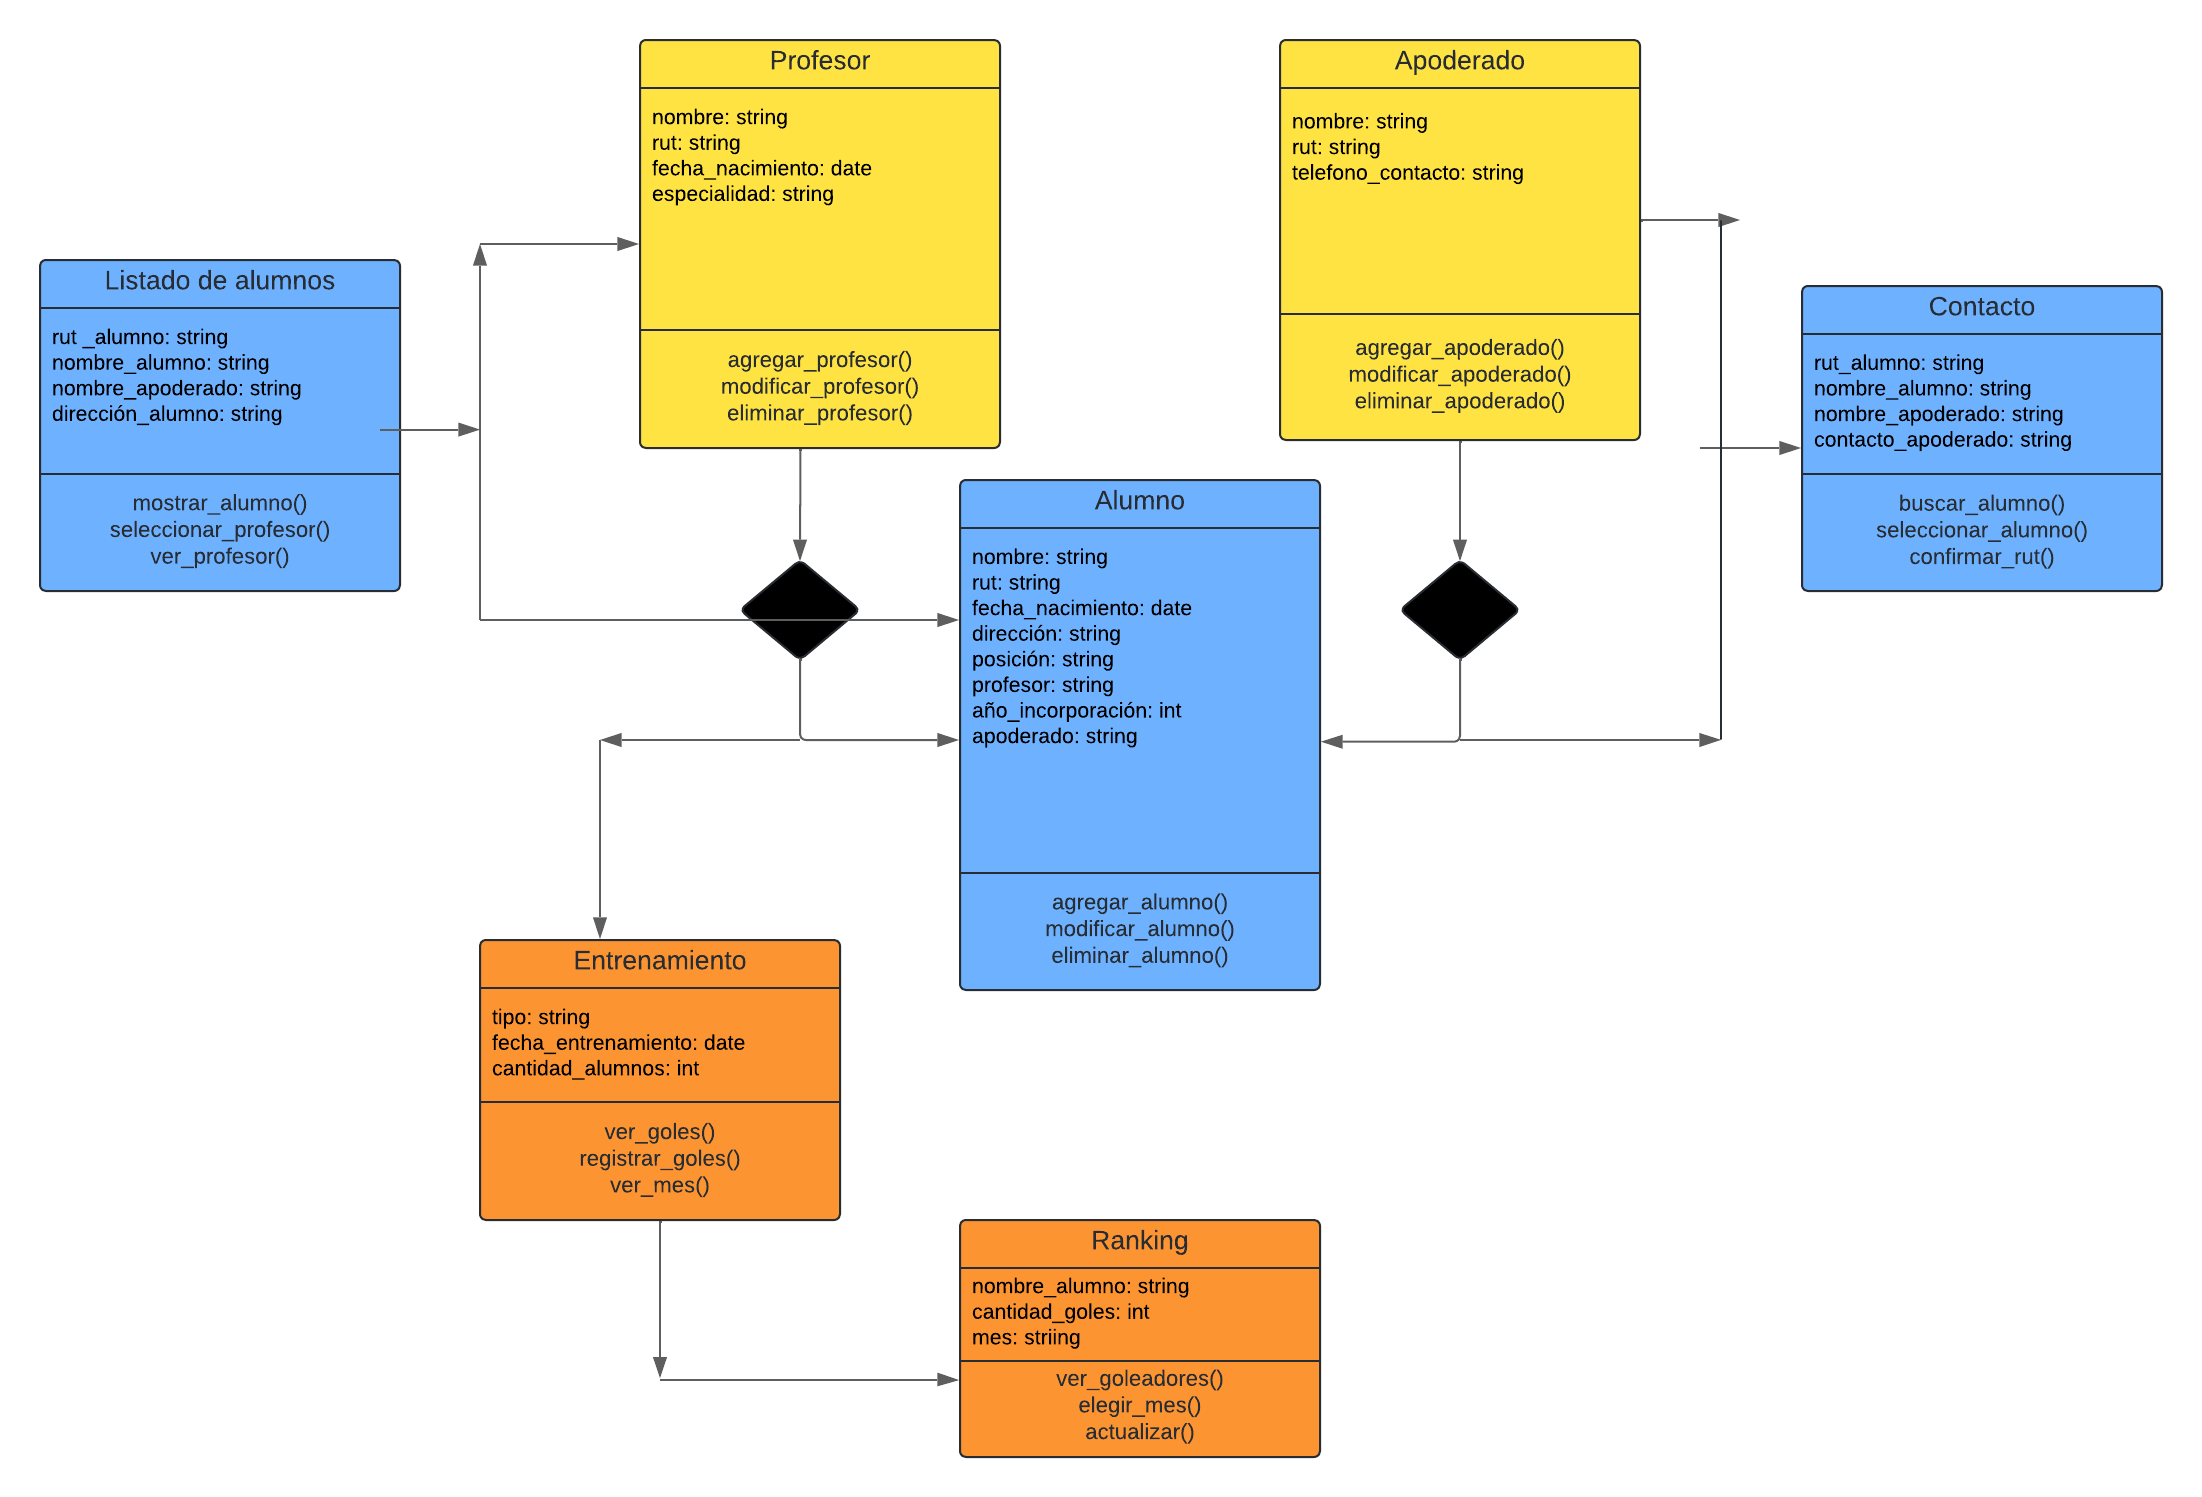 Profesor
nombre: string
rut: string
fecha_nacimiento: date
especialidad: string
agregar_profesor()
modificar_profesor()
eliminar_profesor()
Apoderado
nombre: string
rut: string
telefono_contacto: string
agregar_apoderado()
modificar_apoderado()
eliminar_apoderado()
Listado de alumnos
rut _alumno: string
nombre_alumno: string
nombre_apoderado: string
dirección_alumno: string
mostrar_alumno()
seleccionar_profesor()
ver_profesor()
Contacto
rut_alumno: string
nombre_alumno: string
nombre_apoderado: string
contacto_apoderado: string
buscar_alumno()
seleccionar_alumno()
confirmar_rut()
Alumno
nombre: string
rut: string
fecha_nacimiento: date
dirección: string
posición: string
profesor: string
año_incorporación: int
apoderado: string
agregar_alumno()
modificar_alumno()
eliminar_alumno()
Entrenamiento
tipo: string
fecha_entrenamiento: date
cantidad_alumnos: int
ver_goles()
registrar_goles()
ver_mes()
Ranking
nombre_alumno: string
cantidad_goles: int
mes: striing
ver_goleadores()
elegir_mes()
actualizar()